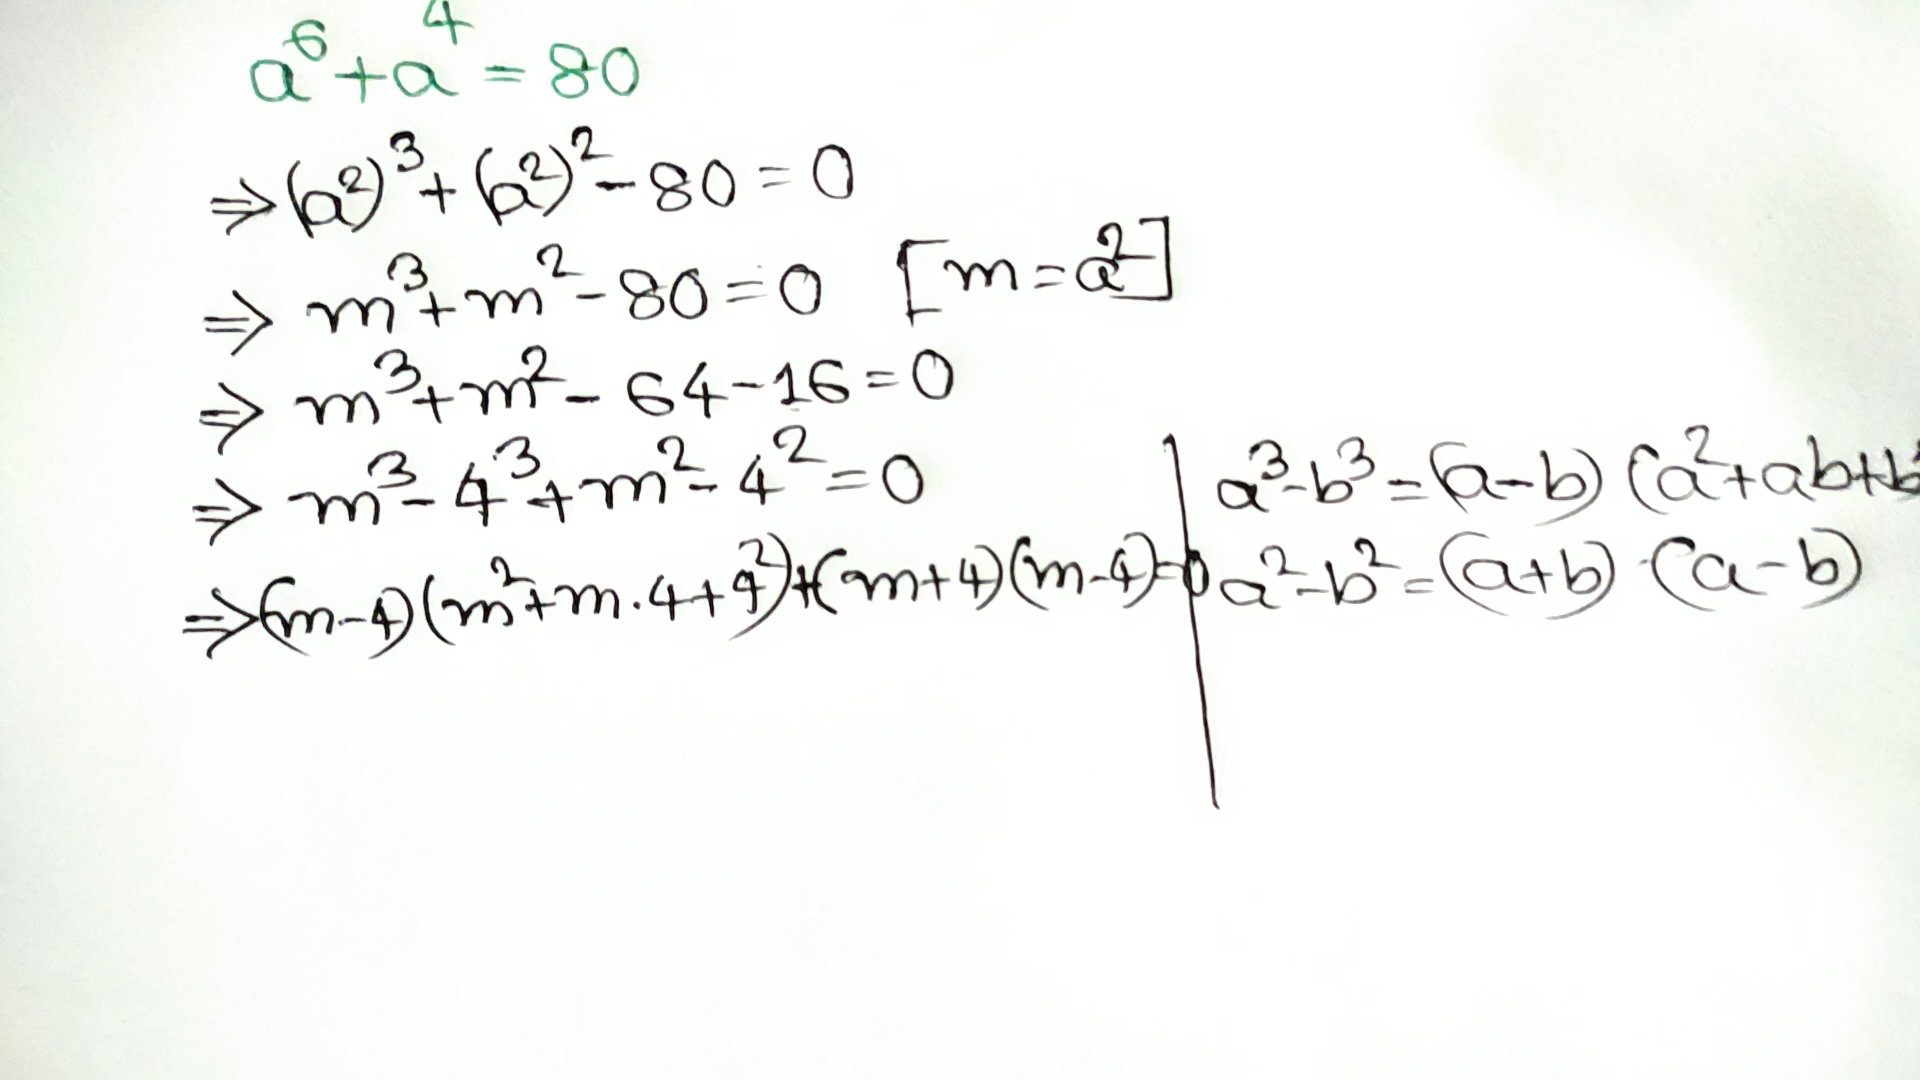 a⁶+a⁴=80
⇒(a²)³+(a²)²-80=0
⇒ m³+m²-80=0 [m=a²]
⇒ m³+m²-64-16=0
⇒ m³-4³+m²-4²=0
⇒(m-4)(m²+m.4+4²)+(m+4)(m-4)=0
a³-b³=(a-b)(a²+ab+b²
a²-b²=(a+b)·(a-b)